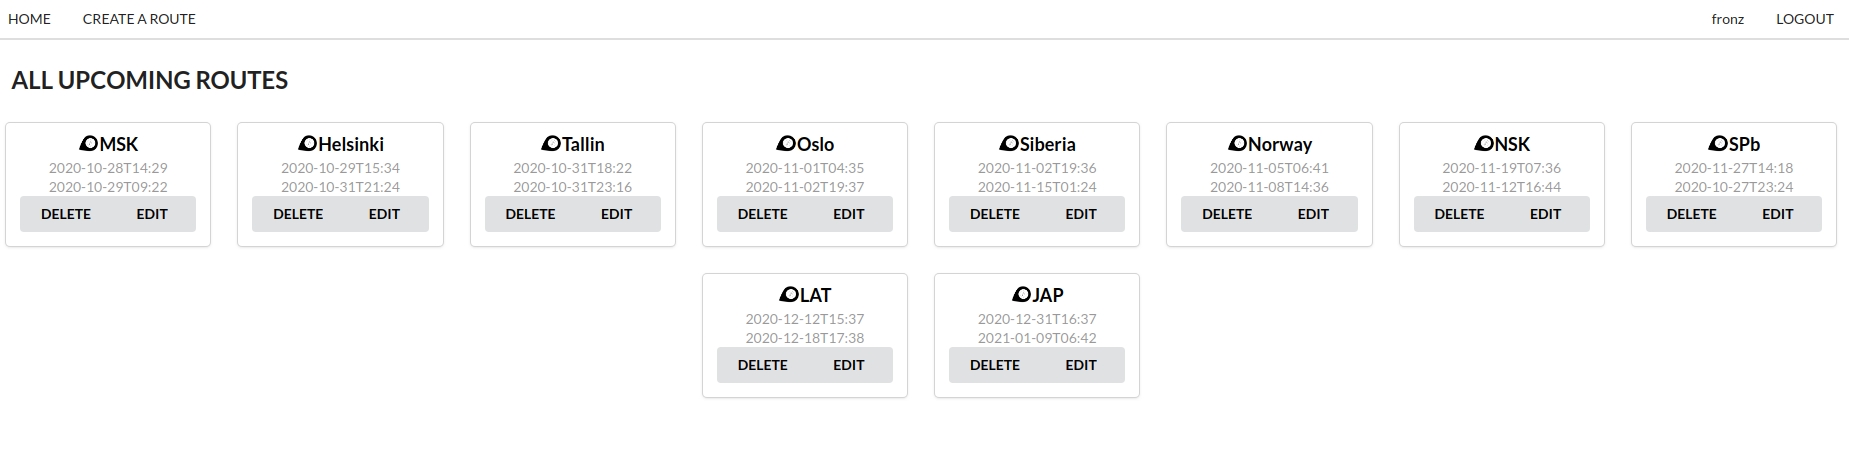 HOME CREATE A ROUTE fronz LOGOUT
ALL UPCOMING ROUTES
MSK
2020-10-28T14:29
2020-10-29T09:22
DELETE EDIT
Helsinki
2020-10-29T15:34
2020-10-31T21:24
DELETE EDIT
Tallin
2020-10-31T18:22
2020-10-31T23:16
DELETE EDIT
Oslo
2020-11-01T04:35
2020-11-02T19:37
DELETE EDIT
Siberia
2020-11-02T19:36
2020-11-15T01:24
DELETE EDIT
Norway
2020-11-05T06:41
2020-11-08T14:36
DELETE EDIT
NSK
2020-11-19T07:36
2020-11-12T16:44
DELETE EDIT
SPb
2020-11-27T14:18
2020-10-27T23:24
DELETE EDIT
LAT
2020-12-12T15:37
2020-12-18T17:38
DELETE EDIT
JAP
2020-12-31T16:37
2021-01-09T06:42
DELETE EDIT